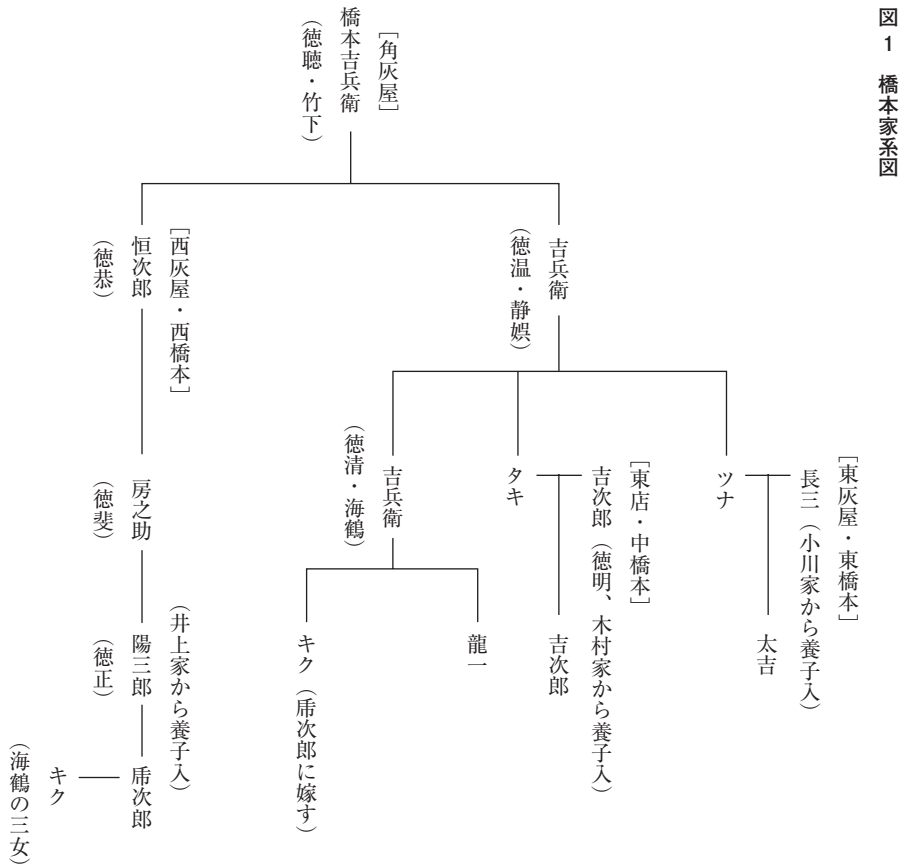 図1 橋本家系図
[角灰屋]
橋本吉兵衛
(徳聴・竹下)
吉兵衛
(徳温・静娯)
[西灰屋・西橋本]
恒次郎
(徳恭)
[東灰屋・東橋本]
長三(小川家から養子入)
ツナ
太吉
[東店・中橋本]
吉次郎(徳明、木村家から養子入)
タキ
吉次郎
吉兵衛
(徳清・海鶴)
龍一
キク(乕次郎に嫁す)
房之助
(徳斐)
(井上家から養子入)
陽三郎
(徳正)
乕次郎
キク
(海鶴の三女)